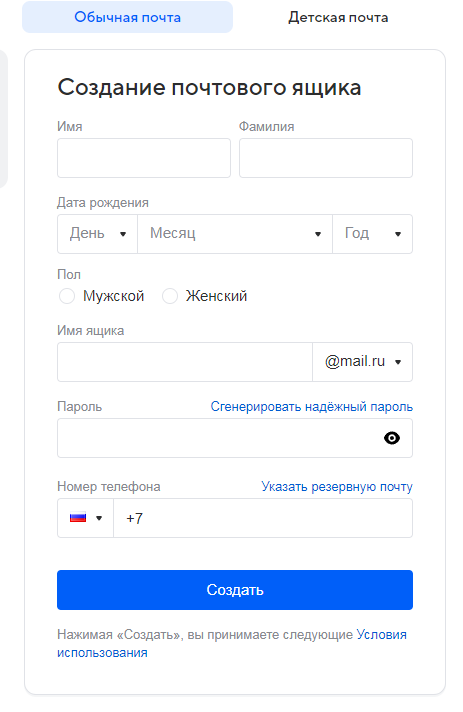 Обычная почта Детская почта
Создание почтового ящика
Имя Фамилия
Дата рождения
День Месяц Год
Пол
Мужской Женский
Имя ящика
@mail.ru
Пароль Сгенерировать надёжный пароль
Номер телефона Указать резервную почту
+7
Создать
Нажимая «Создать», вы принимаете следующие Условия
использования